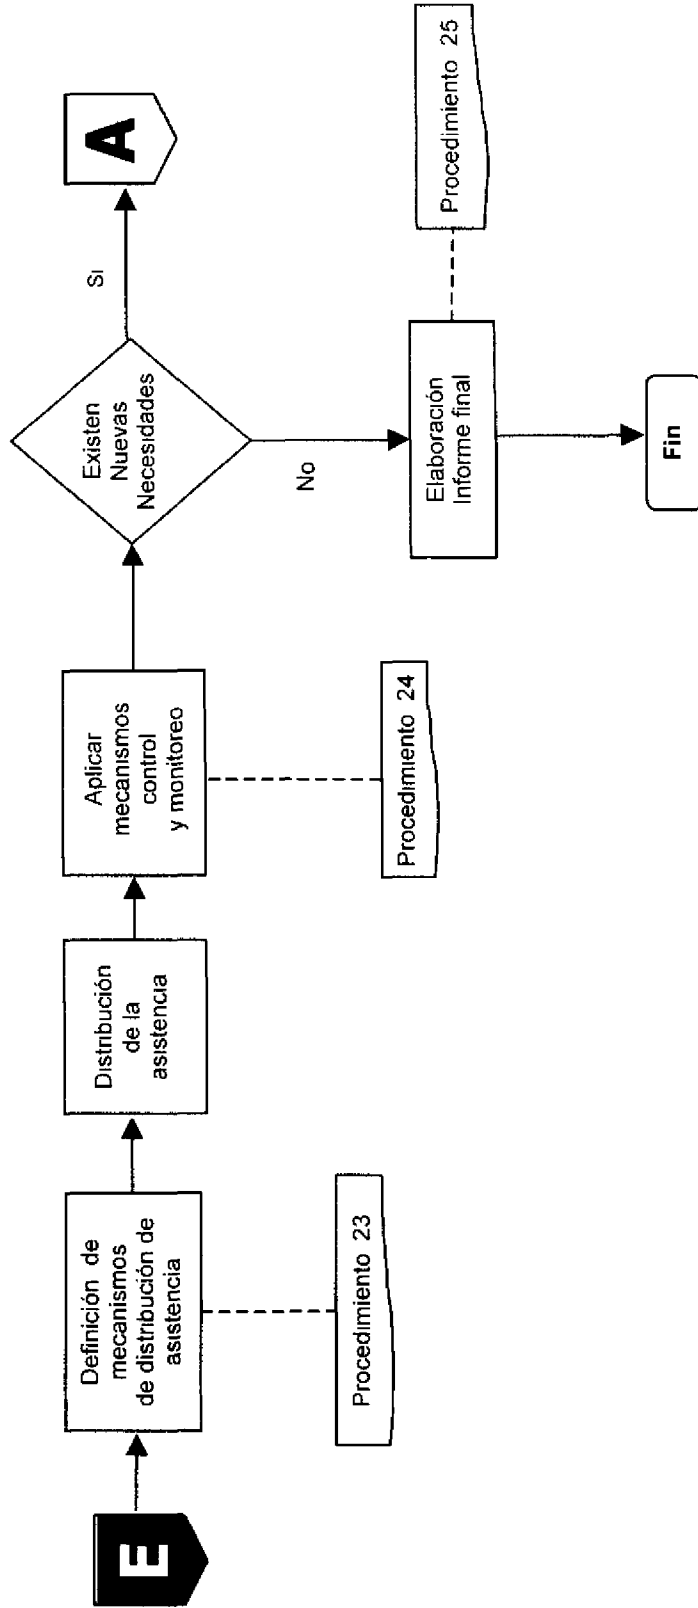 E
Definición de
mecanismos
de distribución de
asistencia
Procedimiento 23
Distribución
de la
asistencia
Aplicar
mecanismos
control
y monitoreo
Procedimiento 24
Existen
Nuevas
Necesidades
Si
A
No
Elaboración
Informe final
Procedimiento 25
Fin